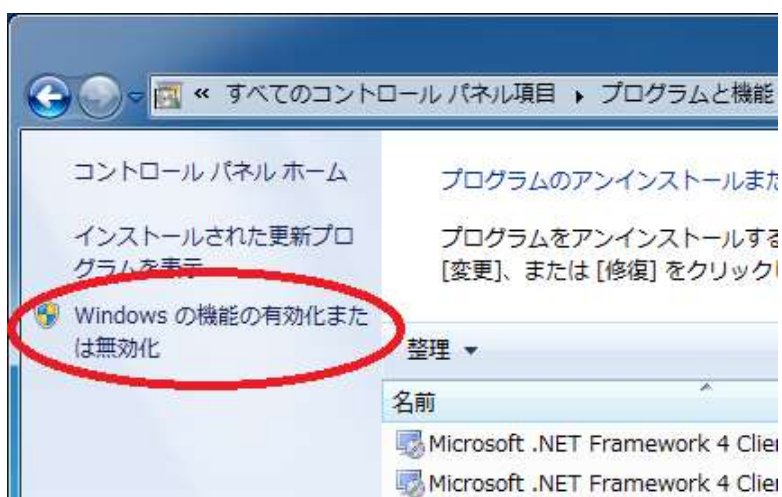 « すべてのコントロール パネル項目 ▸ プログラムと機能
コントロール パネル ホーム
インストールされた更新プロ
グラムを表示
Windows の機能の有効化また
は無効化
プログラムのアンインストールまた
プログラムをアンインストールする
[変更]、または [修復] をクリック
整理 ▼
名前
Microsoft .NET Framework 4 Clie
Microsoft .NET Framework 4 Clie